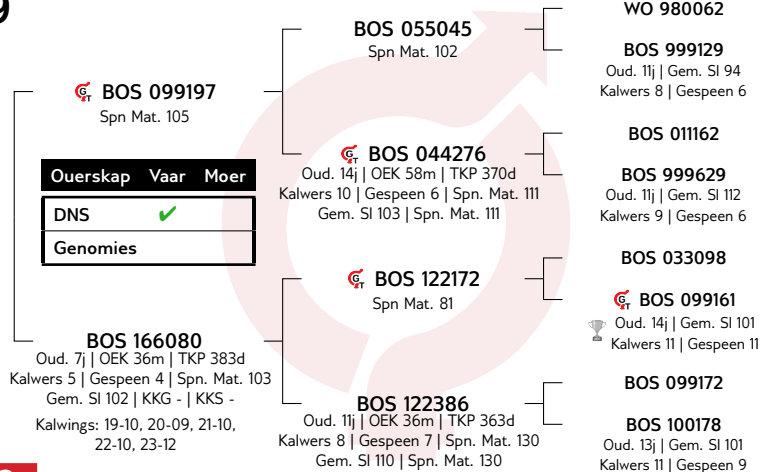 9
BOS 099197
Spn Mat. 105
Ouerskap Vaar Moer
DNS ✔
Genomies
BOS 166080
Oud. 7j | OEK 36m | TKP 383d
Kalwers 5 | Gespeen 4 | Spn. Mat. 103
Gem. SI 102 | KKG - | KKS -
Kalwings: 19-10, 20-09, 21-10,
22-10, 23-12
BOS 055045
Spn Mat. 102
BOS 044276
Oud. 14j | OEK 58m | TKP 370d
Kalwers 10 | Gespeen 6 | Spn. Mat. 111
Gem. SI 103 | Spn. Mat. 111
BOS 122172
Spn Mat. 81
BOS 122386
Oud. 11j | OEK 36m | TKP 363d
Kalwers 8 | Gespeen 7 | Spn. Mat. 130
Gem. SI 110 | Spn. Mat. 130
WO 980062
BOS 999129
Oud. 11j | Gem. SI 94
Kalwers 8 | Gespeen 6
BOS 011162
BOS 999629
Oud. 11j | Gem. SI 112
Kalwers 9 | Gespeen 6
BOS 033098
BOS 099161
Oud. 14j | Gem. SI 101
Kalwers 11 | Gespeen 11
BOS 099172
BOS 100178
Oud. 13j | Gem. SI 101
Kalwers 11 | Gespeen 9